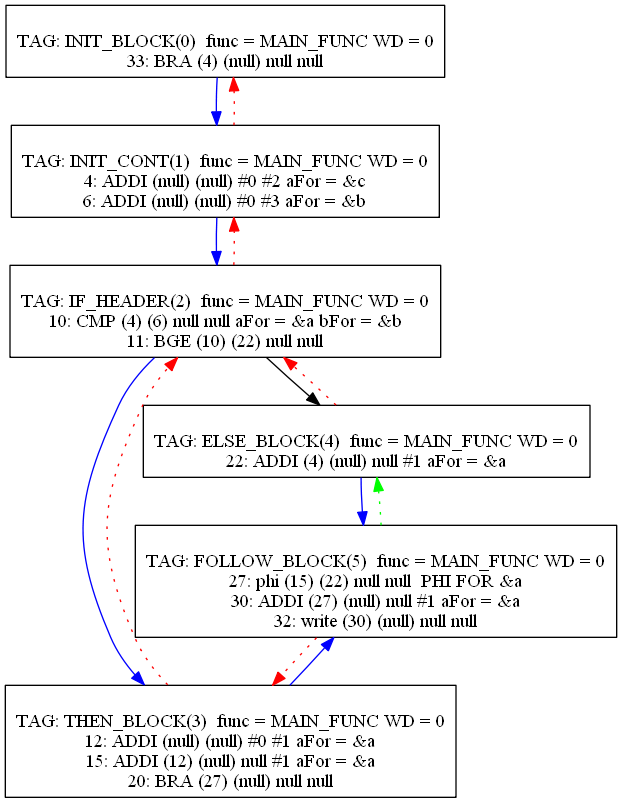 TAG: INIT_BLOCK(0)  func = MAIN_FUNC WD = 0
33: BRA (4) (null) null null
TAG: INIT_CONT(1)  func = MAIN_FUNC WD = 0
4: ADDI (null) (null) #0 #2 aFor = &c
6: ADDI (null) (null) #0 #3 aFor = &b
TAG: IF_HEADER(2)  func = MAIN_FUNC WD = 0
10: CMP (4) (6) null null aFor = &a bFor = &b
11: BGE (10) (22) null null
TAG: ELSE_BLOCK(4)  func = MAIN_FUNC WD = 0
22: ADDI (4) (null) null #1 aFor = &a
TAG: FOLLOW_BLOCK(5)  func = MAIN_FUNC WD = 0
27: phi (15) (22) null null  PHI FOR &a
30: ADDI (27) (null) null #1 aFor = &a
32: write (30) (null) null null
TAG: THEN_BLOCK(3)  func = MAIN_FUNC WD = 0
12: ADDI (null) (null) #0 #1 aFor = &a
15: ADDI (12) (null) null #1 aFor = &a
20: BRA (27) (null) null null